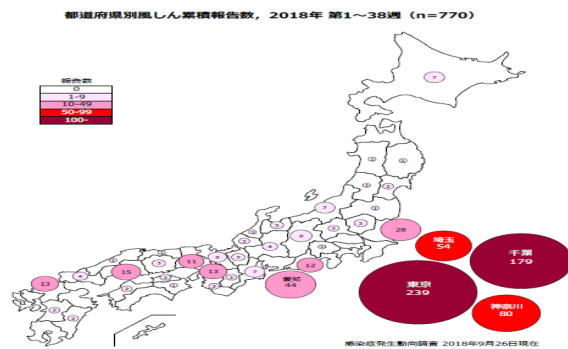 都道府県別風しん累積報告数, 2018年 第1～38週 (n=770)
報告数
0
1-9
10-49
50-99
100-
7
7
8
28
埼玉
54
千葉
179
東京
239
神奈川
80
12
愛知
44
7
11
13
15
13
感染症発生動向調査 2018年9月26日現在